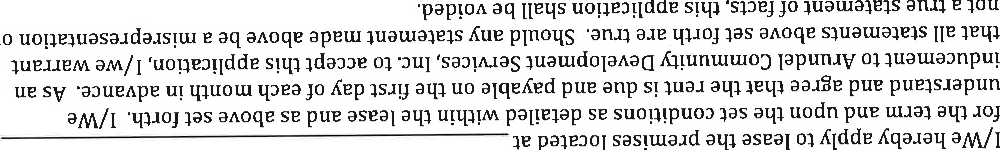 I/We hereby apply to lease the premises located at
for the term and upon the set conditions as detailed within the lease and as above set forth. I/We
understand and agree that the rent is due and payable on the first day of each month in advance. As an
inducement to Arundel Community Development Services, Inc. to accept this application, I/we warrant
that all statements above set forth are true. Should any statement made above be a misrepresentation o
not a true statement of facts, this application shall be voided.